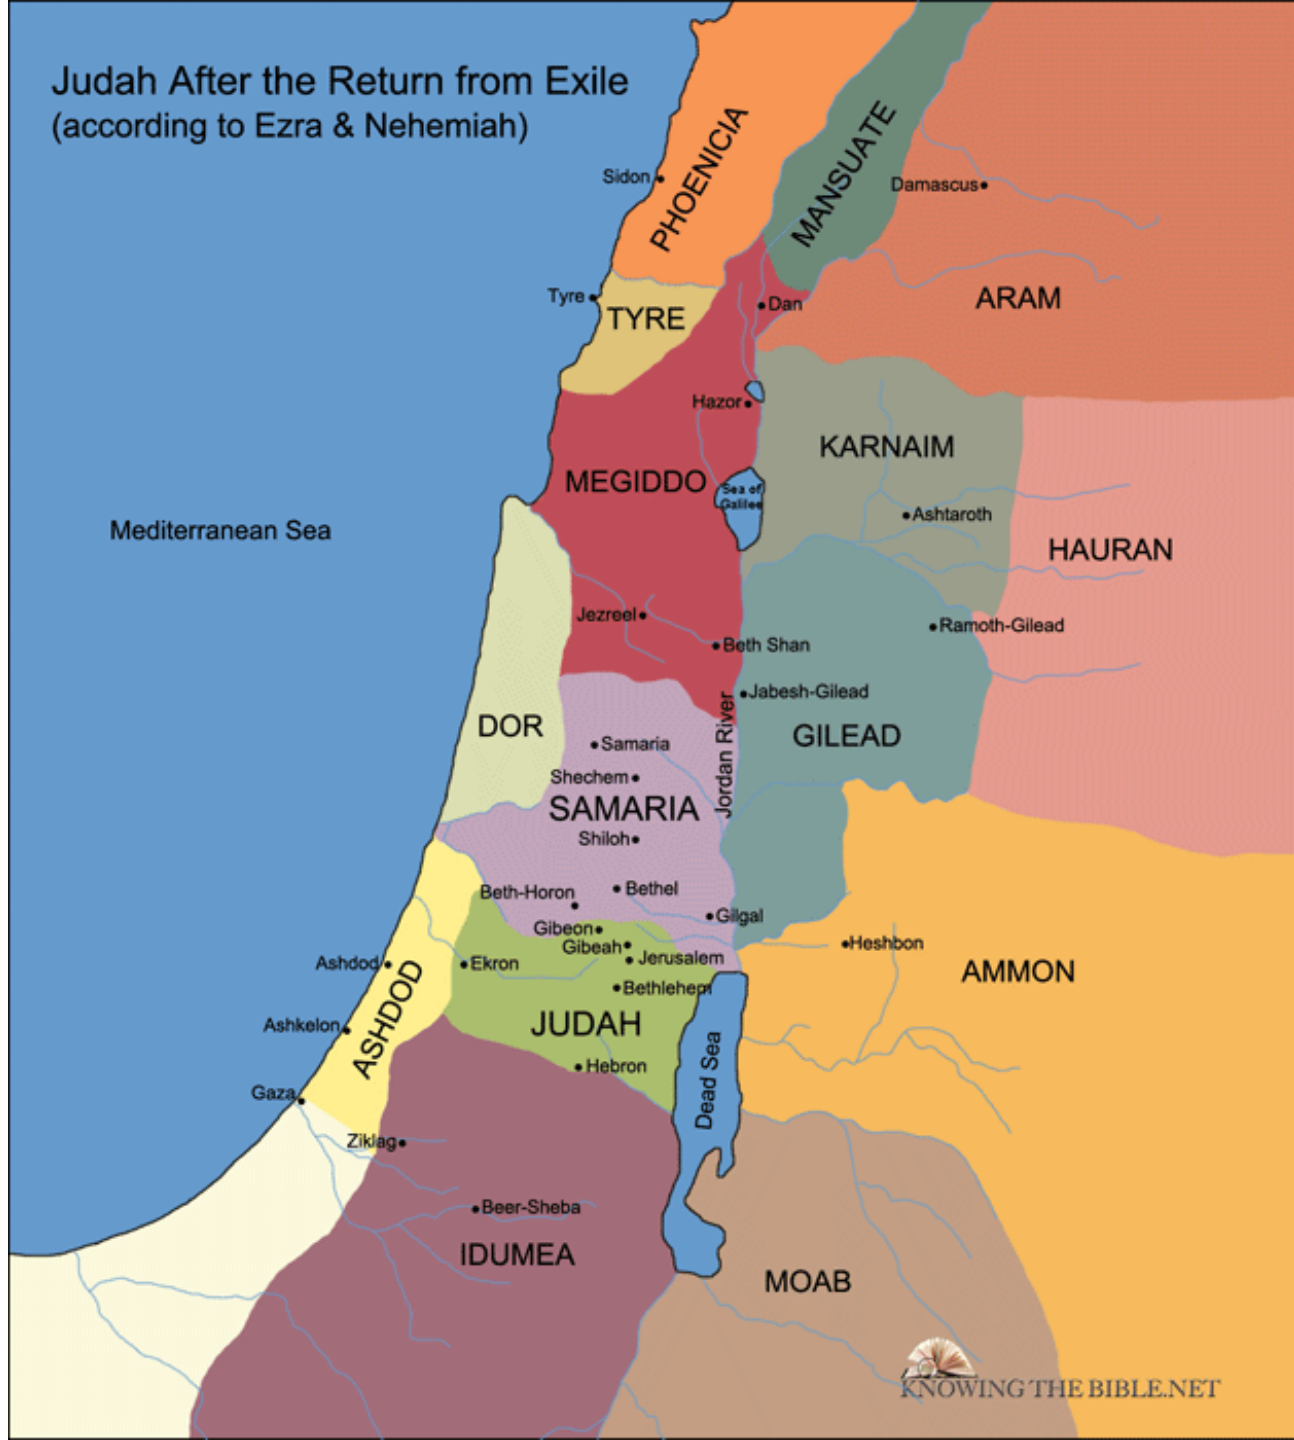 Judah After the Return from Exile
(according to Ezra & Nehemiah)
PHOENICIA
MANSUATE
Sidon
Damascus
Tyre
TYRE
Dan
ARAM
Hazor
KARNAIM
MEGIDDO
Sea of
Galilee
Ashtaroth
Mediterranean Sea
HAURAN
Jezreel
Ramoth-Gilead
Beth Shan
Jabesh-Gilead
DOR
Jordan River
GILEAD
Samaria
Shechem
SAMARIA
Shiloh
Beth-Horon
Bethel
Gilgal
Gibeon
Gibeah
Heshbon
Jerusalem
Ashdod
Ekron
AMMON
Bethlehem
ASHDOD
Ashkelon
JUDAH
Hebron
Dead Sea
Gaza
Ziklag
Beer-Sheba
IDUMEA
MOAB
KNOWING THE BIBLE.NET